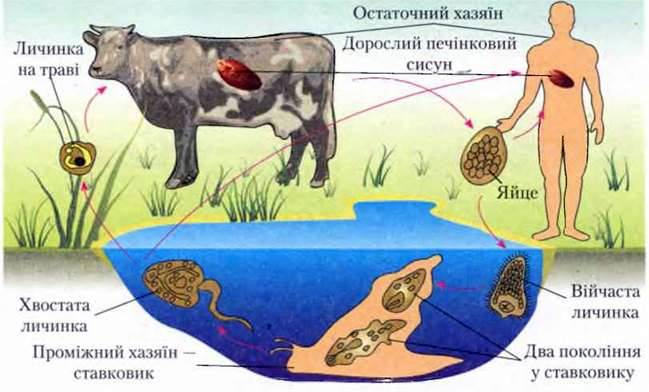 Остаточний хазяїн
Личинка
на траві
Дорослий печінковий
сисун
Яйце
Хвостата
личинка
Війчаста
личинка
Проміжний хазяїн –
ставковик
Два покоління
у ставковику